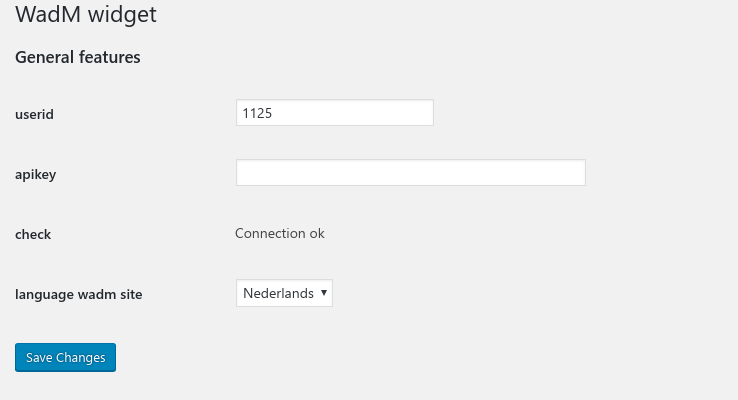 WadM widget
General features
userid 1125
apikey
check Connection ok
language wadm site Nederlands
Save Changes